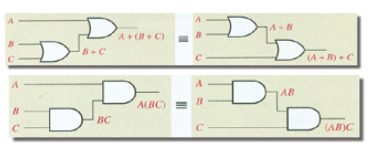 A
B
C
B + C
A + (B + C)
≡
A
B
C
A + B
(A + B) + C
A
B
C
BC
A(BC)
≡
A
B
C
AB
(AB)C